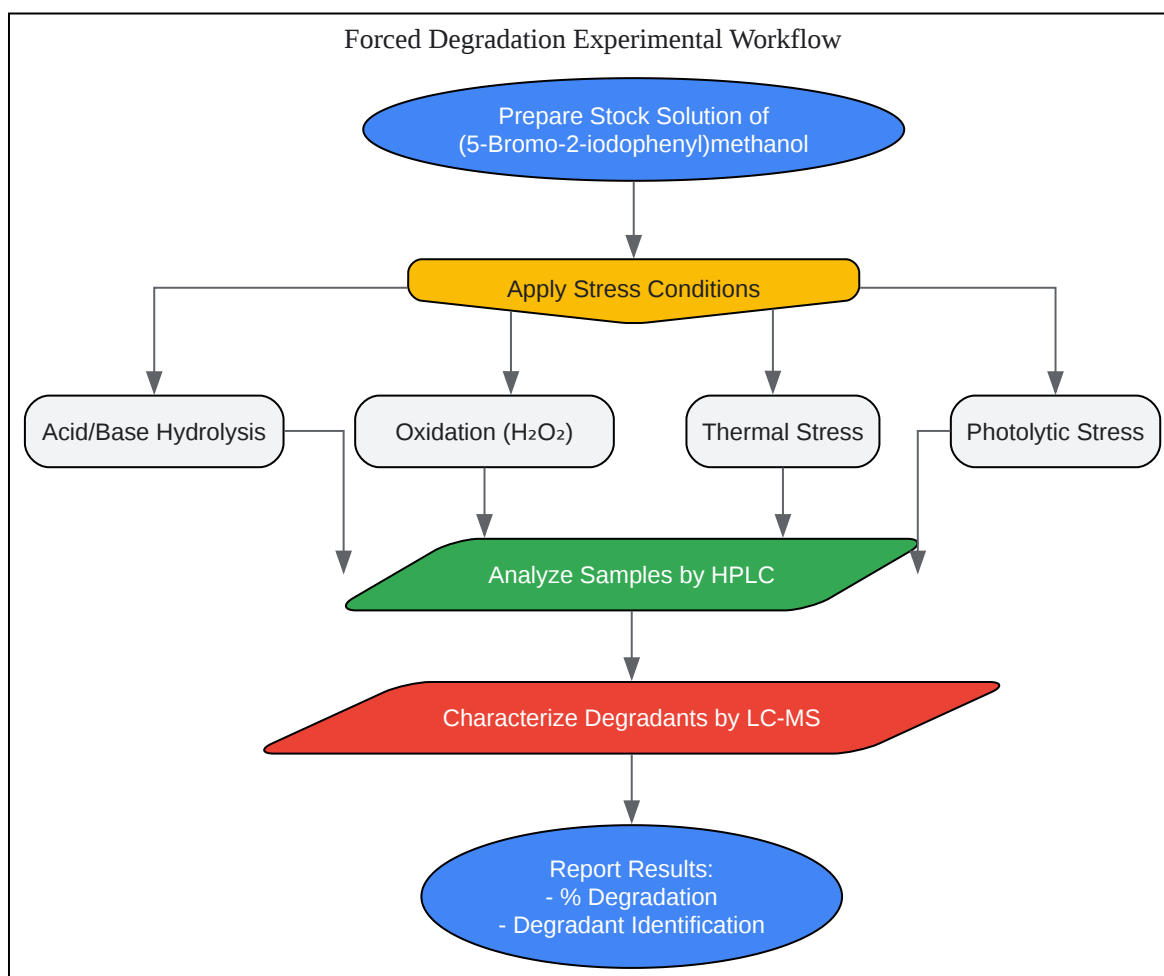 Forced Degradation Experimental Workflow
Prepare Stock Solution of
(5-Bromo-2-iodophenyl)methanol
Apply Stress Conditions
Acid/Base Hydrolysis
Oxidation (H₂O₂)
Thermal Stress
Photolytic Stress
Analyze Samples by HPLC
Characterize Degradants by LC-MS
Report Results:
- % Degradation
- Degradant Identification